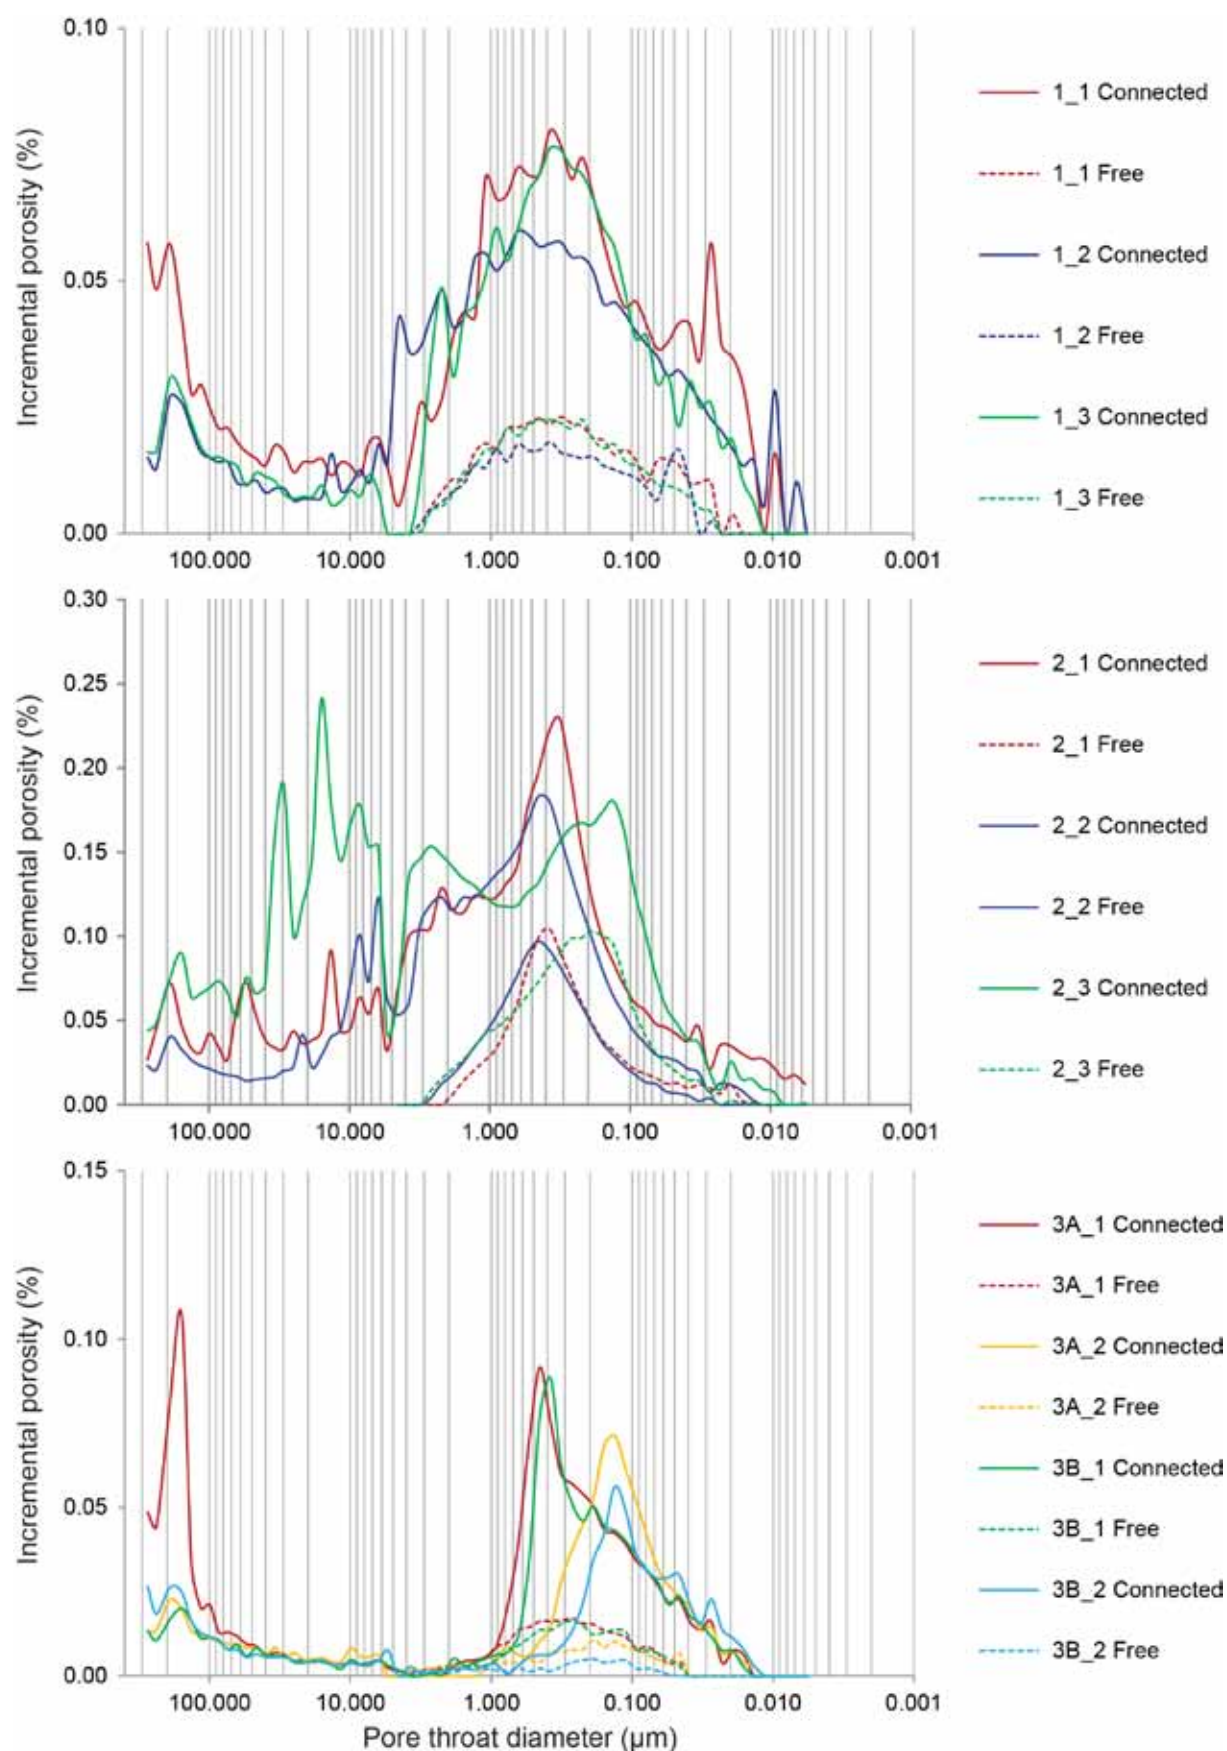 Incremental porosity (%)
0.10
0.05
0.00
100.000 10.000 1.000 0.100 0.010 0.001
1_1 Connected
1_1 Free
1_2 Connected
1_2 Free
1_3 Connected
1_3 Free
Incremental porosity (%)
0.30
0.25
0.20
0.15
0.10
0.05
0.00
100.000 10.000 1.000 0.100 0.010 0.001
2_1 Connected
2_1 Free
2_2 Connected
2_2 Free
2_3 Connected
2_3 Free
Incremental porosity (%)
0.15
0.10
0.05
0.00
100.000 10.000 1.000 0.100 0.010 0.001
Pore throat diameter (µm)
3A_1 Connected
3A_1 Free
3A_2 Connected
3A_2 Free
3B_1 Connected
3B_1 Free
3B_2 Connected
3B_2 Free